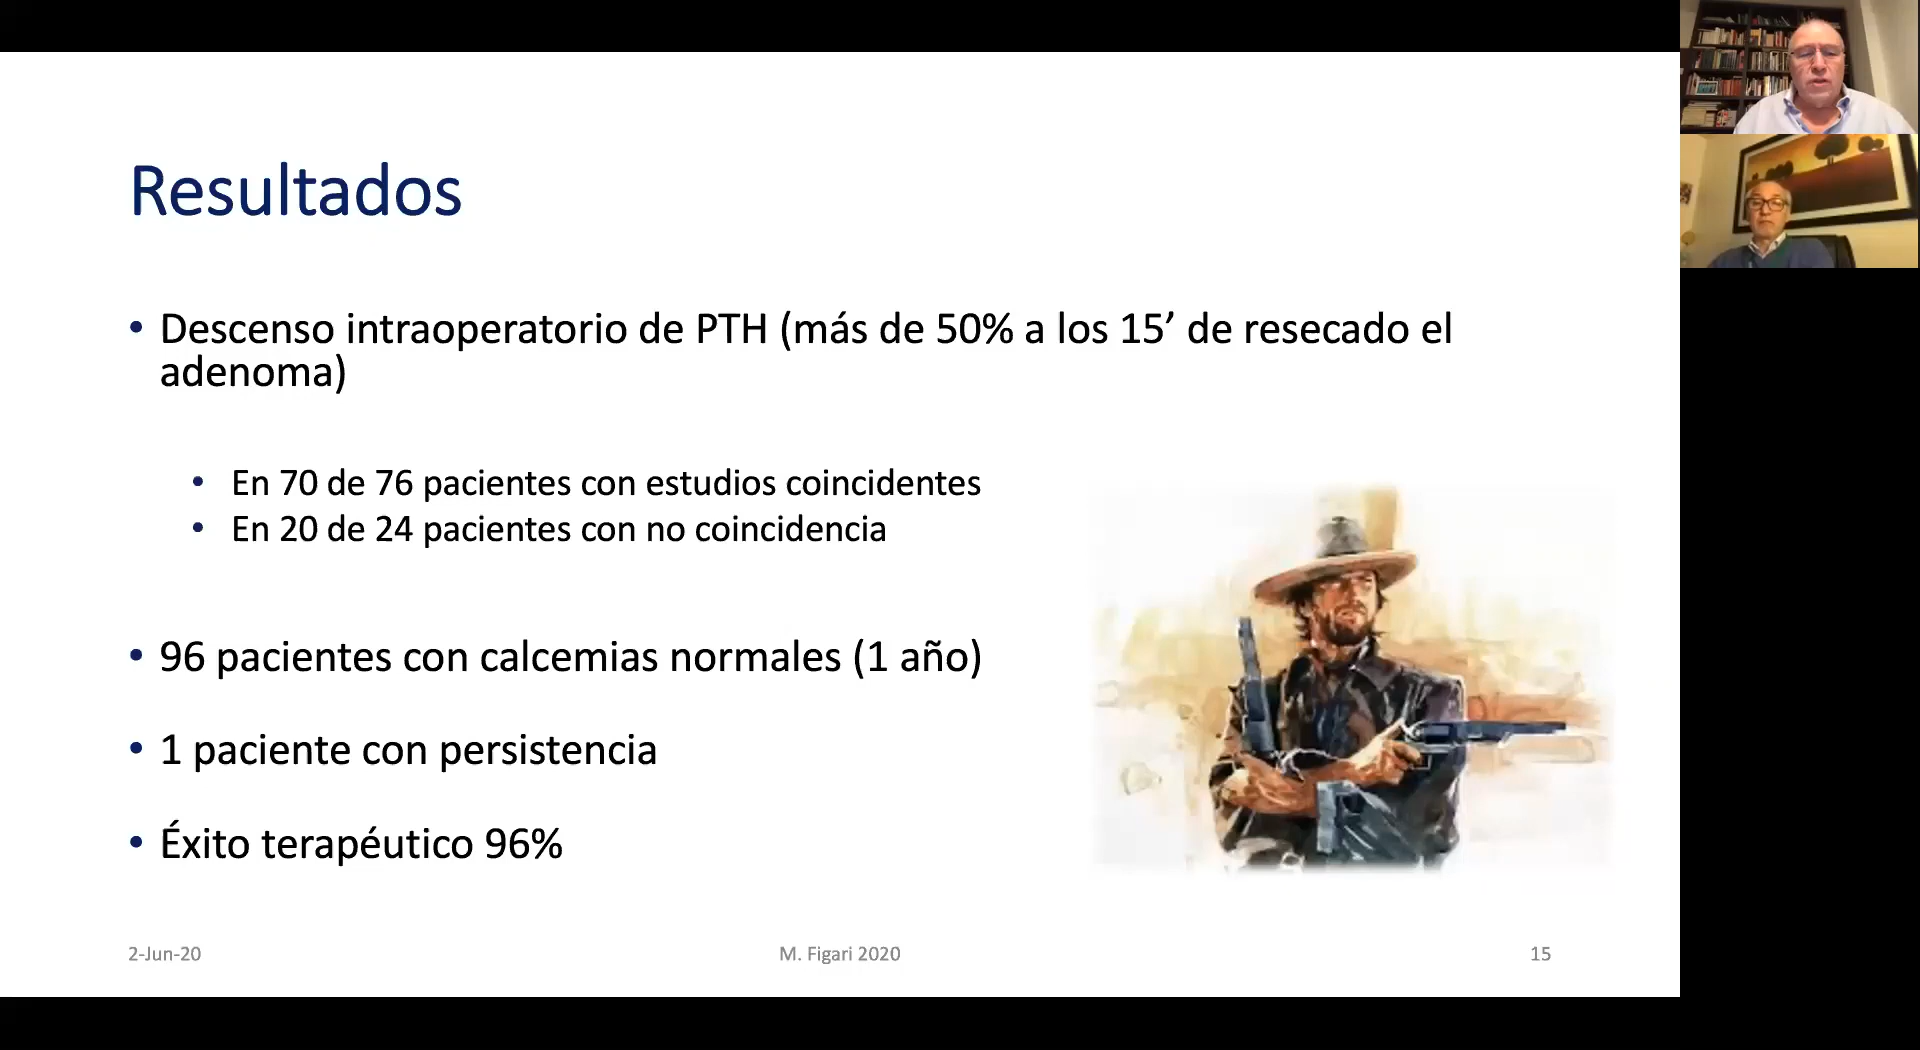 Resultados
• Descenso intraoperatorio de PTH (más de 50% a los 15’ de resecado el
adenoma)
• En 70 de 76 pacientes con estudios coincidentes
• En 20 de 24 pacientes con no coincidencia
• 96 pacientes con calcemias normales (1 año)
• 1 paciente con persistencia
• Éxito terapéutico 96%
2-Jun-20
M. Figari 2020
15